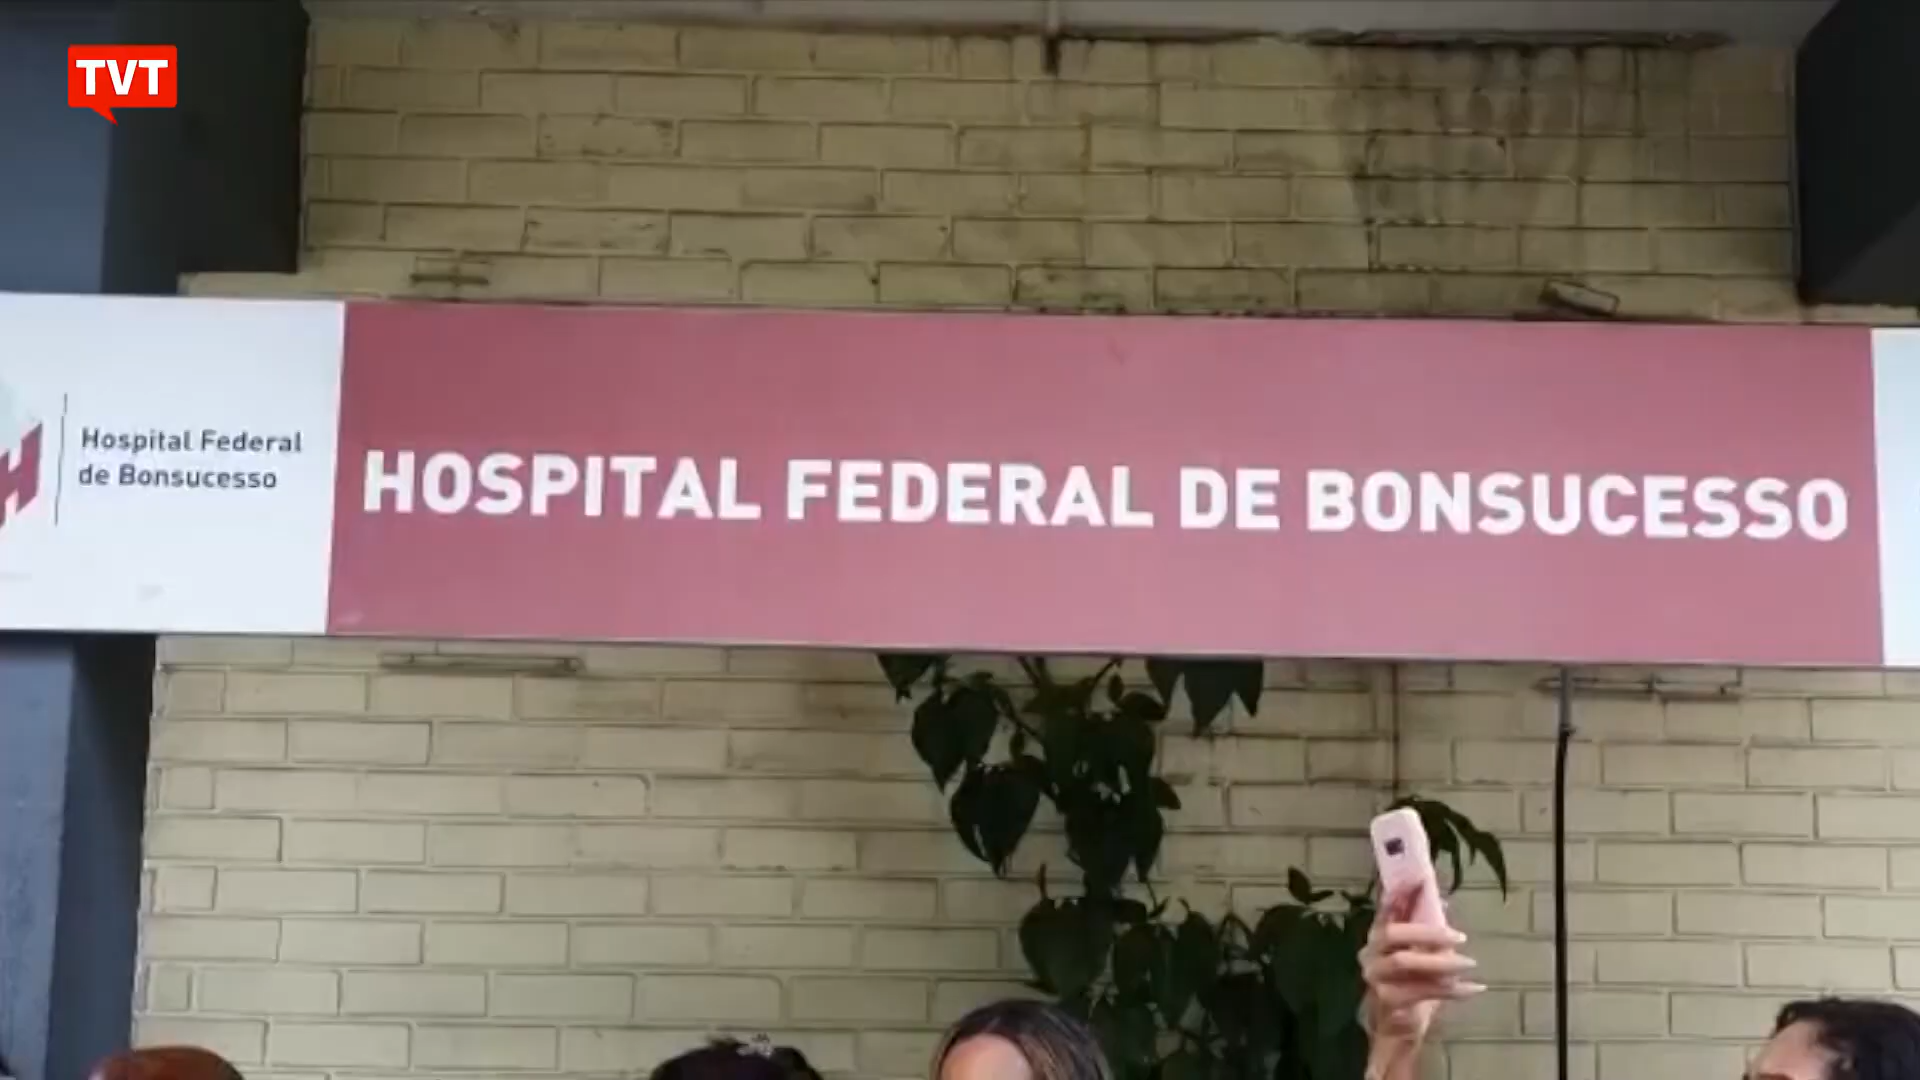 TVT
Hospital Federal
de Bonsucesso
HOSPITAL FEDERAL DE BONSUCESSO